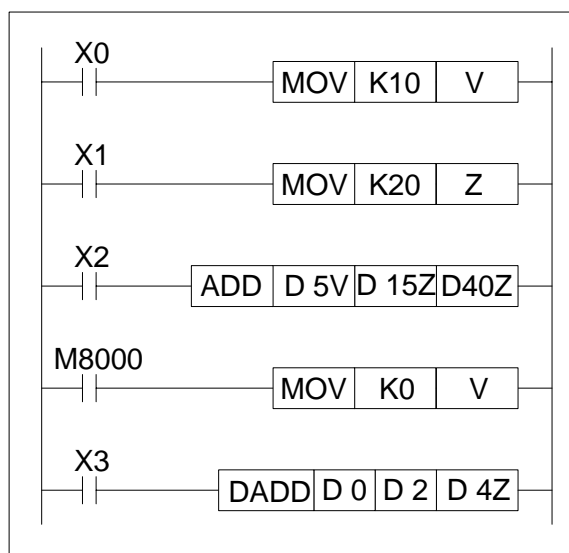 X0
MOV K10 V
X1
MOV K20 Z
X2
ADD D 5V D 15Z D40Z
M8000
MOV K0 V
X3
DADD D 0 D 2 D 4Z